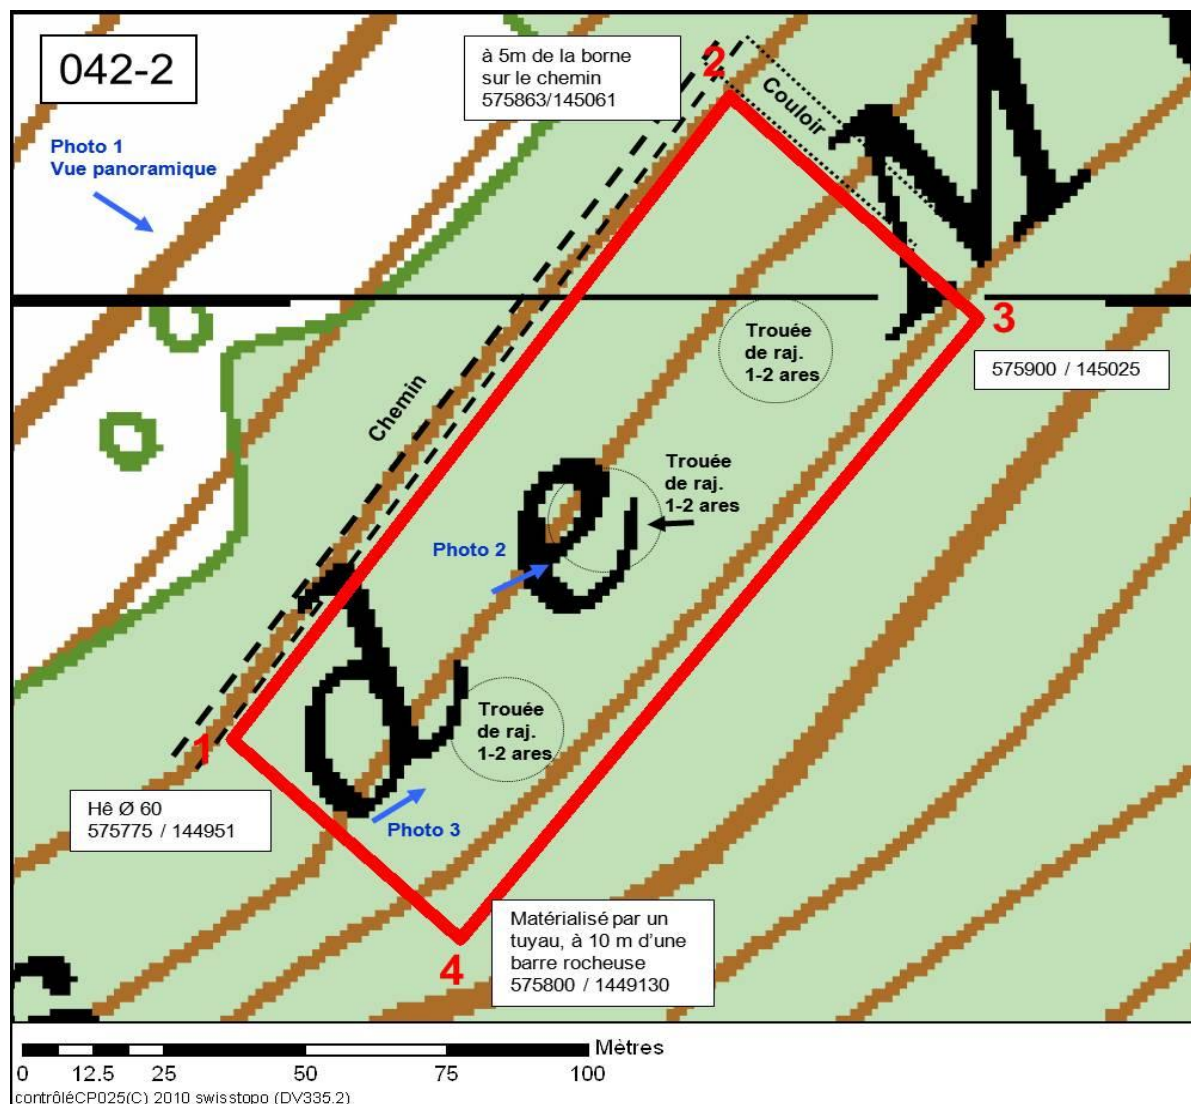 042-2
à 5m de la borne
sur le chemin
575863/145061
2
Couloir
Photo 1
Vue panoramique
M
3
Trouée
de raj.
1-2 ares
575900 / 145025
Chemin
Trouée
de raj.
1-2 ares
Photo 2
de
Trouée
de raj.
1-2 ares
1
Hê Ø 60
575775 / 144951
Photo 3
Matérialisé par un
tuyau, à 10 m d'une
barre rocheuse
575800 / 1449130
4
Mètres
0 12.5 25 50 75 100
contrôléCP025(C) 2010 swisstopo (DV335.2)